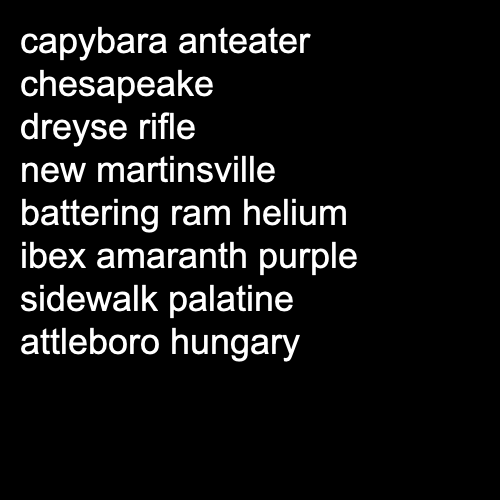 capybara anteater
chesapeake
dreyse rifle
new martinsville
battering ram helium
ibex amaranth purple
sidewalk palatine
attleboro hungary